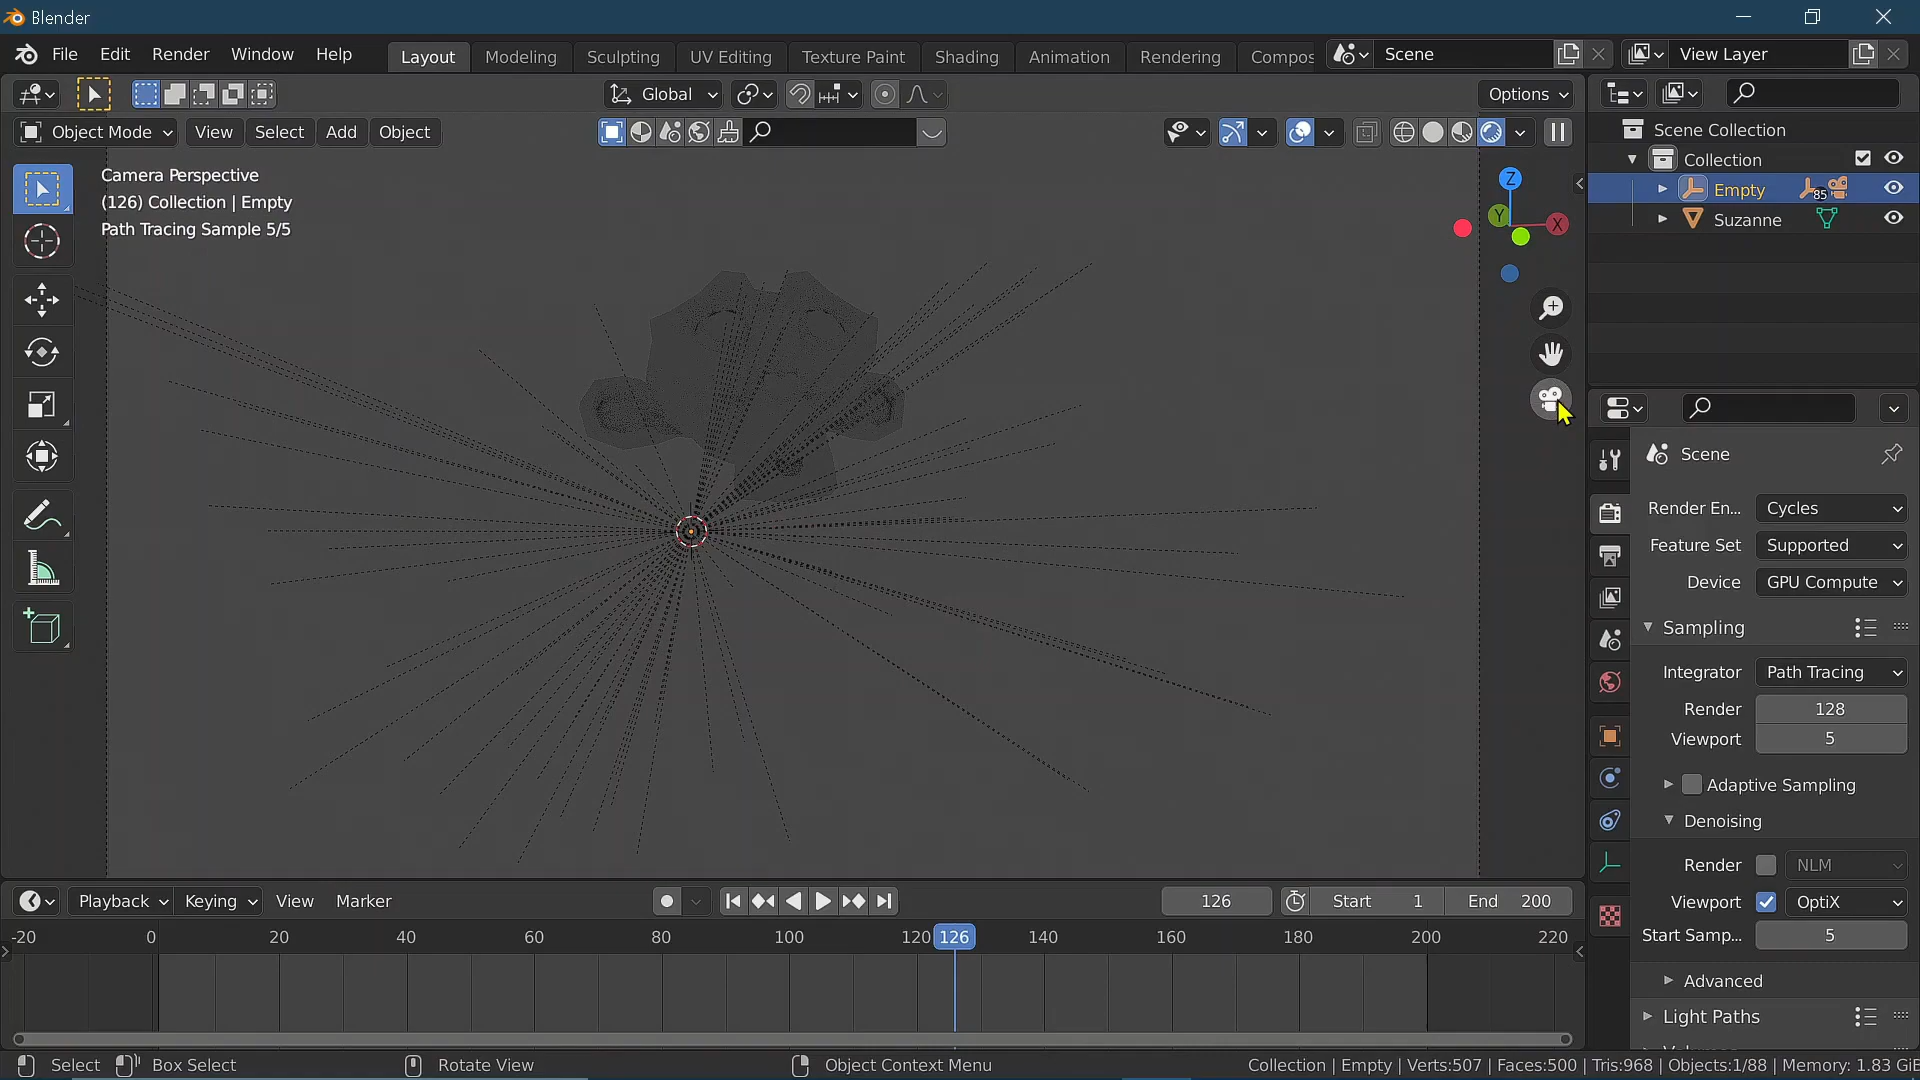 Blender
File Edit Render Window Help
Layout Modeling Sculpting UV Editing Texture Paint Shading Animation Rendering Compos
Scene
View Layer
Global
Options
Object Mode View Select Add Object
Camera Perspective
(126) Collection | Empty
Path Tracing Sample 5/5
Z
Y
X
Scene Collection
Collection
Empty
85
Suzanne
Scene
Render En... Cycles
Feature Set Supported
Device GPU Compute
Sampling
Integrator Path Tracing
Render 128
Viewport 5
Adaptive Sampling
Denoising
Render NLM
Viewport OptiX
Start Samp... 5
Advanced
Light Paths
Playback Keying View Marker
126
Start 1
End 200
-20 0 20 40 60 80 100 120 126 140 160 180 200 220
Select Box Select Rotate View Object Context Menu
Collection | Empty | Verts:507 | Faces:500 | Tris:968 | Objects:1/88 | Memory: 1.83 GiB